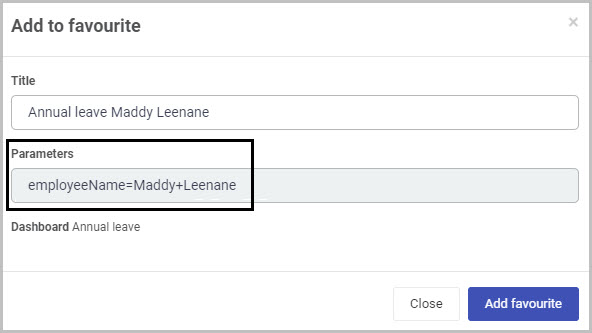 Add to favourite ×
Title
Annual leave Maddy Leenane
Parameters
employeeName=Maddy+Leenane
Dashboard Annual leave
Close Add favourite